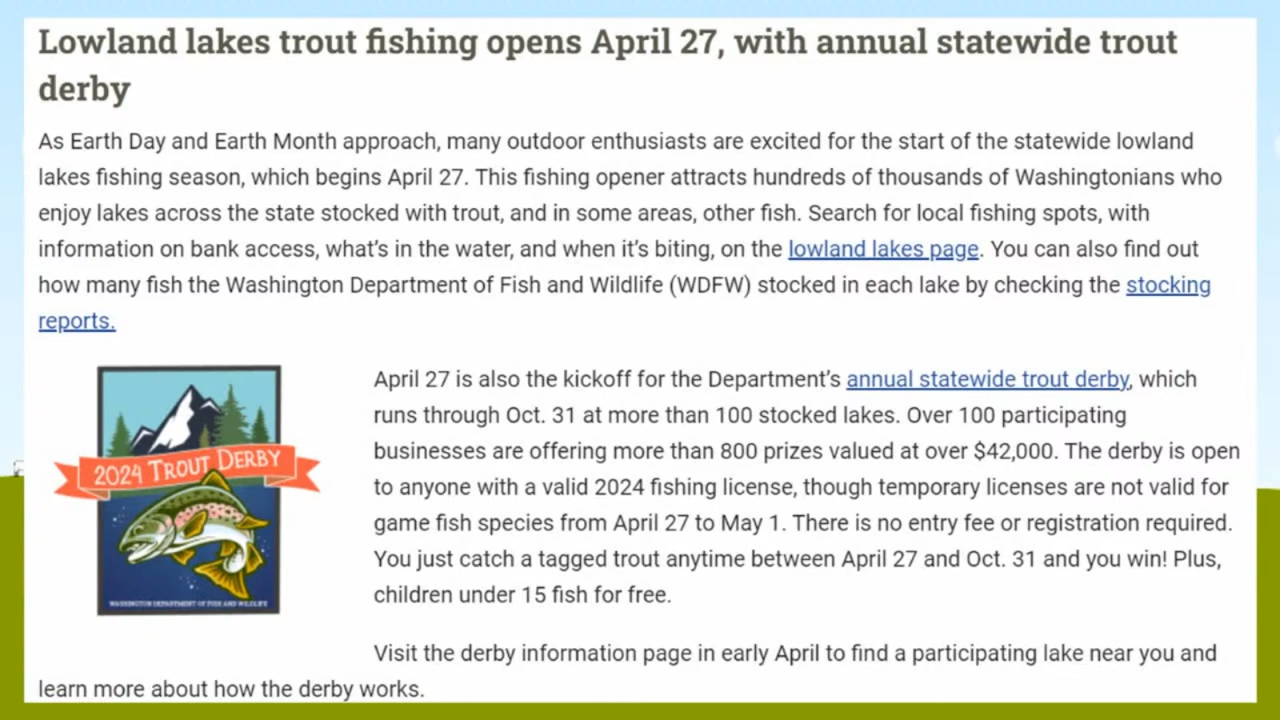 Lowland lakes trout fishing opens April 27, with annual statewide trout
derby
As Earth Day and Earth Month approach, many outdoor enthusiasts are excited for the start of the statewide lowland
lakes fishing season, which begins April 27. This fishing opener attracts hundreds of thousands of Washingtonians who
enjoy lakes across the state stocked with trout, and in some areas, other fish. Search for local fishing spots, with
information on bank access, what's in the water, and when it's biting, on the lowland lakes page. You can also find out
how many fish the Washington Department of Fish and Wildlife (WDFW) stocked in each lake by checking the stocking
reports.
2024 TROUT DERBY
WASHINGTON DEPARTMENT OF FISH AND WILDLIFE
April 27 is also the kickoff for the Department's annual statewide trout derby, which
runs through Oct. 31 at more than 100 stocked lakes. Over 100 participating
businesses are offering more than 800 prizes valued at over $42,000. The derby is open
to anyone with a valid 2024 fishing license, though temporary licenses are not valid for
game fish species from April 27 to May 1. There is no entry fee or registration required.
You just catch a tagged trout anytime between April 27 and Oct. 31 and you win! Plus,
children under 15 fish for free.
Visit the derby information page in early April to find a participating lake near you and
learn more about how the derby works.